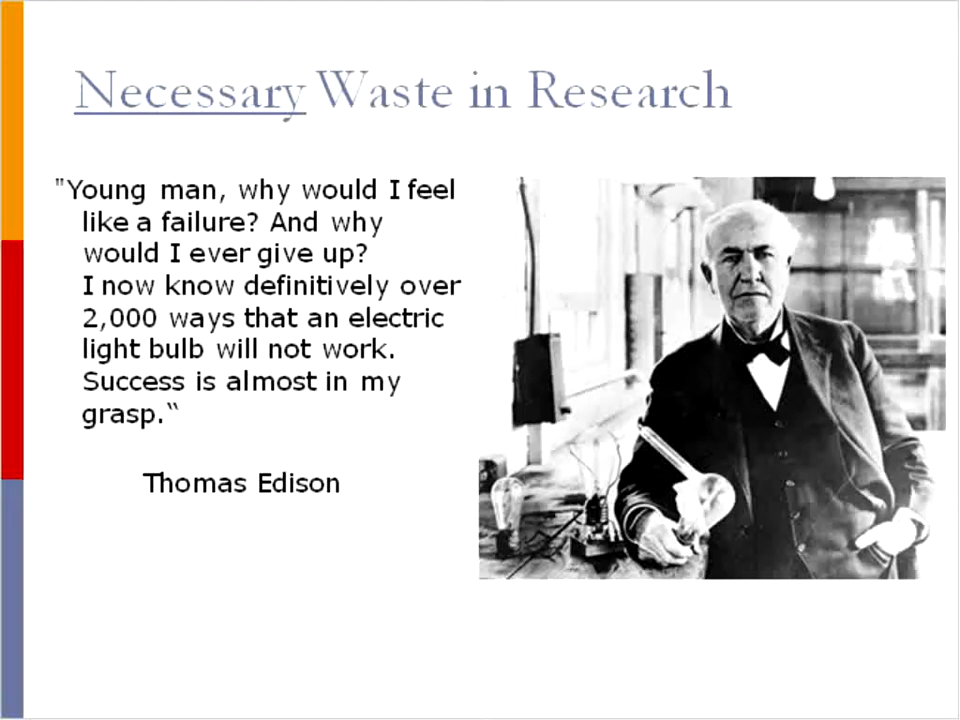 Necessary Waste in Research
"Young man, why would I feel
like a failure? And why
would I ever give up?
I now know definitively over
2,000 ways that an electric
light bulb will not work.
Success is almost in my
grasp.“
Thomas Edison